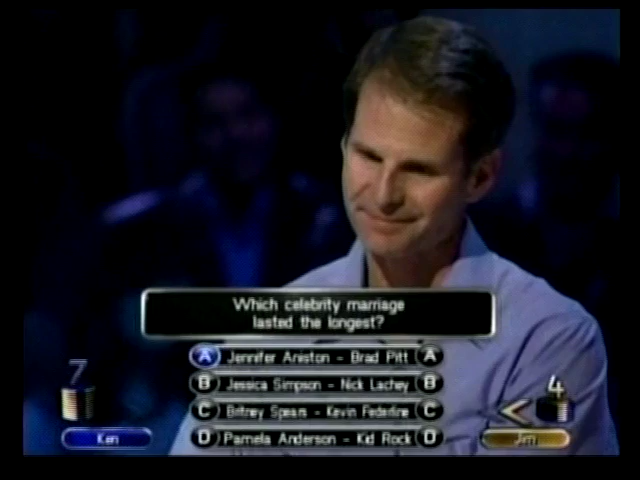 Which celebrity marriage
lasted the longest?
A Jennifer Aniston - Brad Pitt A
B Jessica Simpson - Nick Lachey B
C Britney Spears - Kevin Federline C
D Pamela Anderson - Kid Rock D
7
Ken
4
Jim